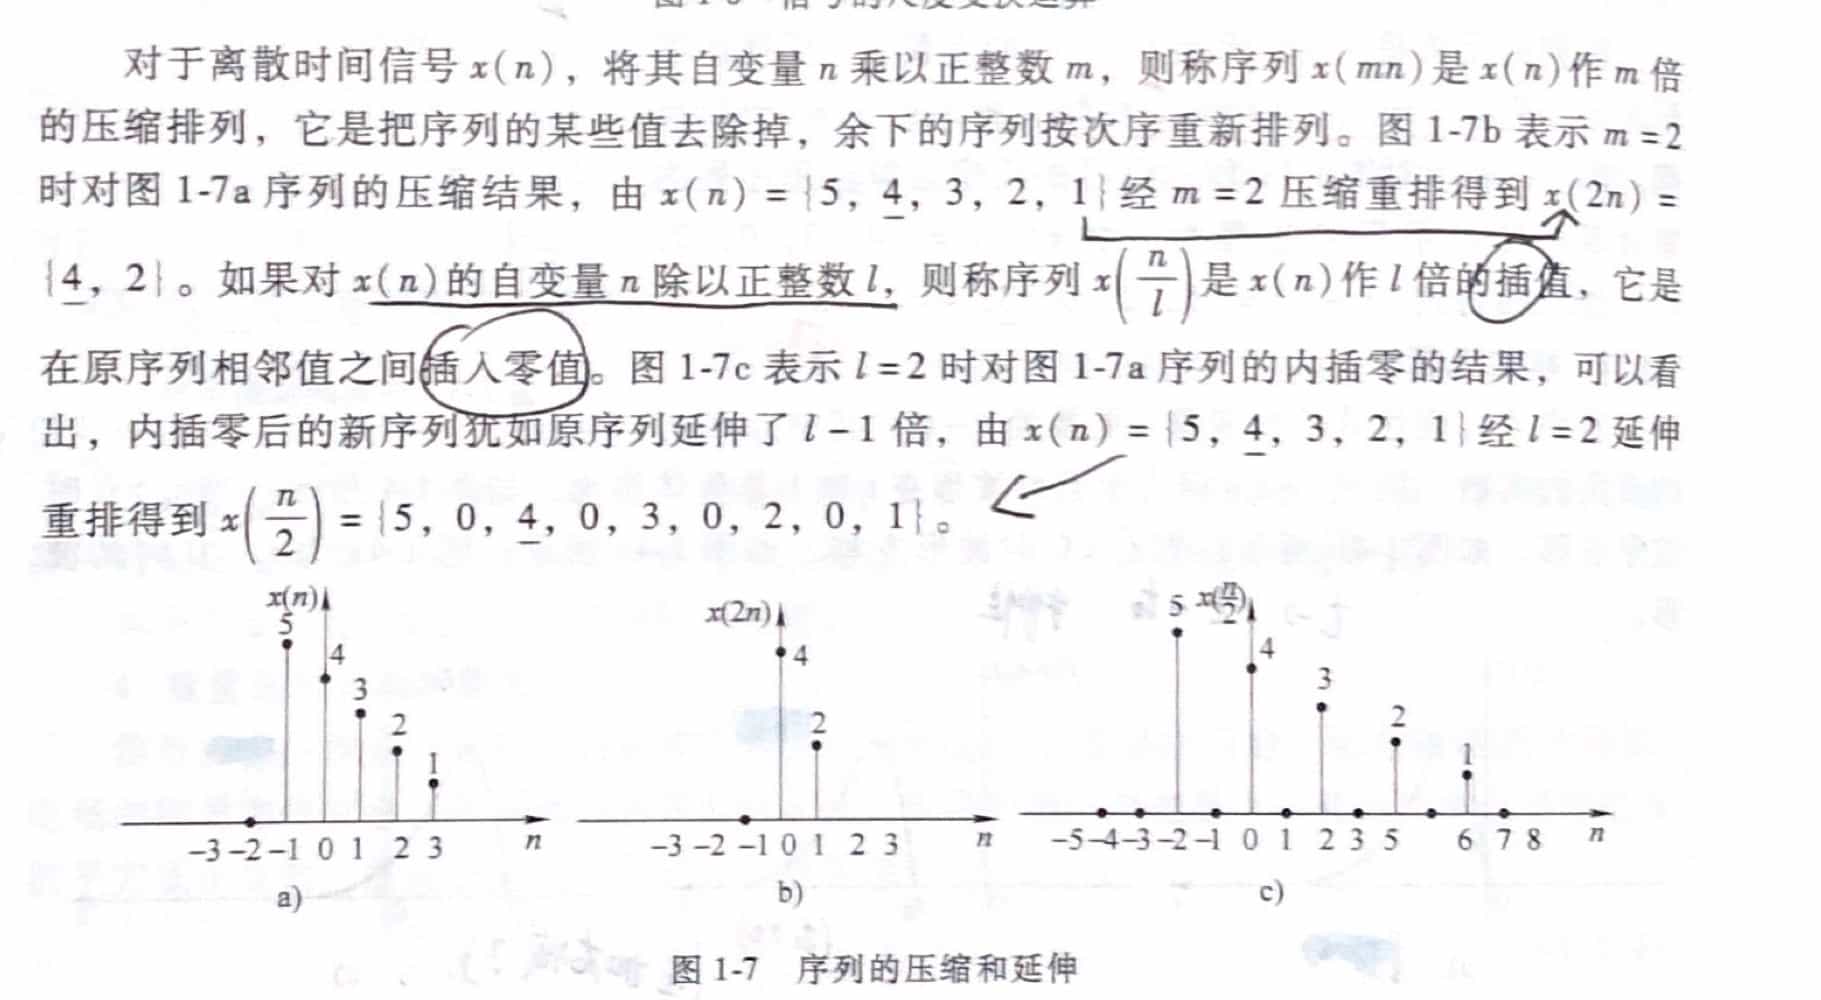 对于离散时间信号 x(n)，将其自变量 n 乘以正整数 m，则称序列 x(mn)是 x(n)作 m 倍
的压缩排列，它是把序列的某些值去除掉，余下的序列按次序重新排列。图 1-7b 表示 m =2
时对图 1-7a 序列的压缩结果，由 x(n) = {5，4，3，2，1}经 m =2 压缩重排得到 x(2n) =
{4，2}。如果对 x(n)的自变量 n 除以正整数 l，则称序列 x(n/l)是 x(n)作 l 倍的插值，它是
在原序列相邻值之间插入零值。图 1-7c 表示 l =2 时对图 1-7a 序列的内插零的结果，可以看
出，内插零后的新序列犹如原序列延伸了 l - 1 倍，由 x(n) = {5，4，3，2，1}经 l =2 延伸
重排得到 x(n/2) = {5，0，4，0，3，0，2，0，1}。
x(n)
5
4
3
2
1
-3 -2 -1 0 1 2 3 n
a)
x(2n)
4
2
-3 -2 -1 0 1 2 3 n
b)
5 x(n/2)
4
3
2
1
-5 -4 -3 -2 -1 0 1 2 3 5 6 7 8 n
c)
图 1-7 序列的压缩和延伸